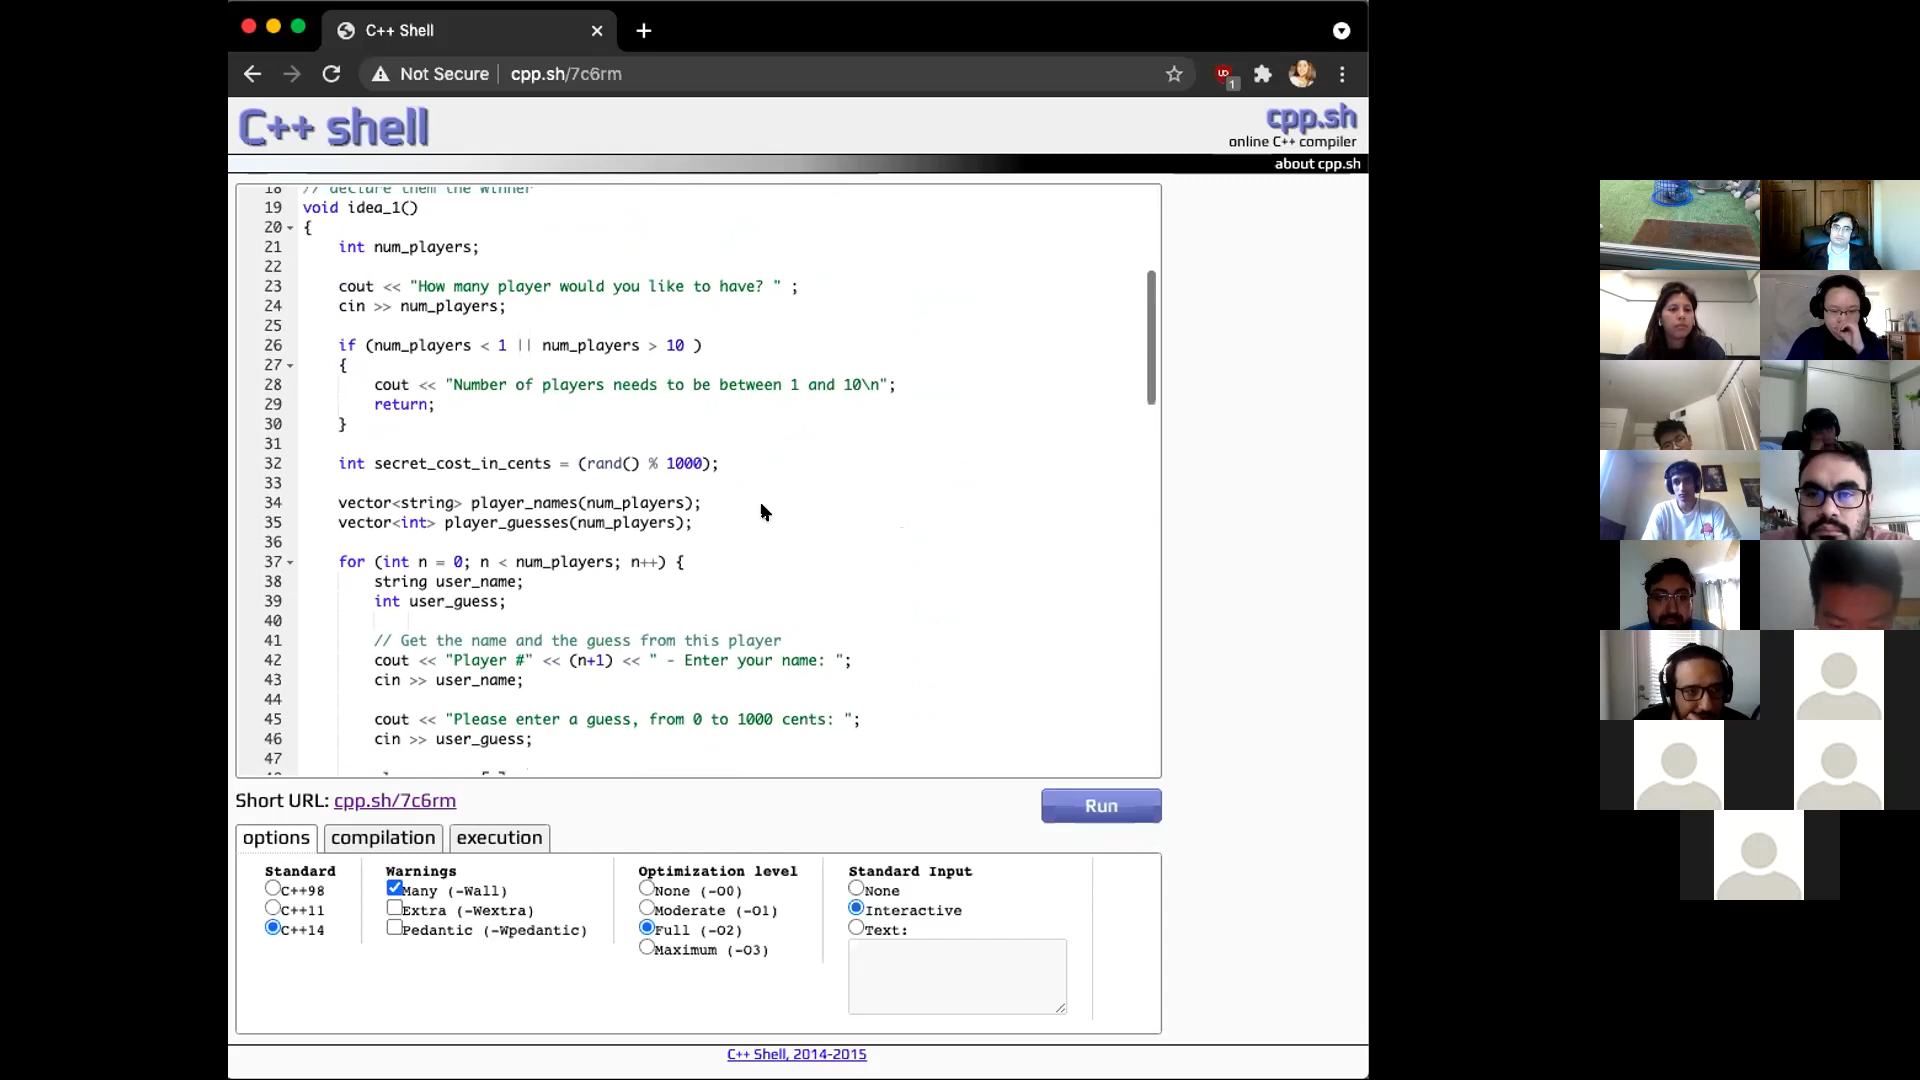 C++ Shell
Not Secure cpp.sh/7c6rm
UO
1
C++ shell
cpp.sh
online C++ compiler
about cpp.sh
18 // declare them the winner
19 void idea_1()
20 {
21 int num_players;
22
23 cout << "How many player would you like to have? " ;
24 cin >> num_players;
25
26 if (num_players < 1 || num_players > 10 )
27 {
28 cout << "Number of players needs to be between 1 and 10\n";
29 return;
30 }
31
32 int secret_cost_in_cents = (rand() % 1000);
33
34 vector<string> player_names(num_players);
35 vector<int> player_guesses(num_players);
36
37 for (int n = 0; n < num_players; n++) {
38 string user_name;
39 int user_guess;
40
41 // Get the name and the guess from this player
42 cout << "Player #" << (n+1) << " - Enter your name: ";
43 cin >> user_name;
44
45 cout << "Please enter a guess, from 0 to 1000 cents: ";
46 cin >> user_guess;
47
Short URL: cpp.sh/7c6rm
Run
options compilation execution
Standard
C++98
C++11
C++14
Warnings
Many (-Wall)
Extra (-Wextra)
Pedantic (-Wpedantic)
Optimization level
None (-O0)
Moderate (-O1)
Full (-O2)
Maximum (-O3)
Standard Input
None
Interactive
Text:
C++ Shell, 2014-2015